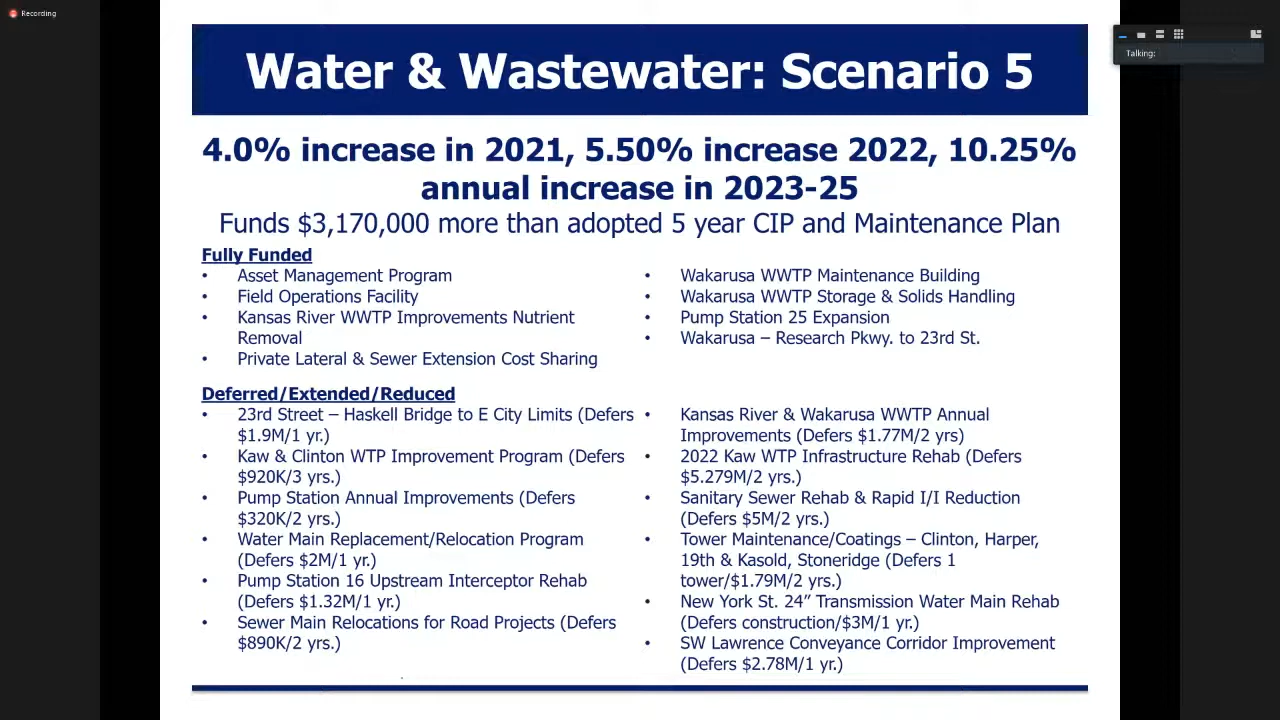 Recording
Talking:
Water & Wastewater: Scenario 5
4.0% increase in 2021, 5.50% increase 2022, 10.25%
annual increase in 2023-25
Funds $3,170,000 more than adopted 5 year CIP and Maintenance Plan
Fully Funded
• Asset Management Program
• Field Operations Facility
• Kansas River WWTP Improvements Nutrient
Removal
• Private Lateral & Sewer Extension Cost Sharing
• Wakarusa WWTP Maintenance Building
• Wakarusa WWTP Storage & Solids Handling
• Pump Station 25 Expansion
• Wakarusa – Research Pkwy. to 23rd St.
Deferred/Extended/Reduced
• 23rd Street – Haskell Bridge to E City Limits (Defers
$1.9M/1 yr.)
• Kaw & Clinton WTP Improvement Program (Defers
$920K/3 yrs.)
• Pump Station Annual Improvements (Defers
$320K/2 yrs.)
• Water Main Replacement/Relocation Program
(Defers $2M/1 yr.)
• Pump Station 16 Upstream Interceptor Rehab
(Defers $1.32M/1 yr.)
• Sewer Main Relocations for Road Projects (Defers
$890K/2 yrs.)
• Kansas River & Wakarusa WWTP Annual
Improvements (Defers $1.77M/2 yrs)
• 2022 Kaw WTP Infrastructure Rehab (Defers
$5.279M/2 yrs.)
• Sanitary Sewer Rehab & Rapid I/I Reduction
(Defers $5M/2 yrs.)
• Tower Maintenance/Coatings – Clinton, Harper,
19th & Kasold, Stoneridge (Defers 1
tower/$1.79M/2 yrs.)
• New York St. 24” Transmission Water Main Rehab
(Defers construction/$3M/1 yr.)
• SW Lawrence Conveyance Corridor Improvement
(Defers $2.78M/1 yr.)